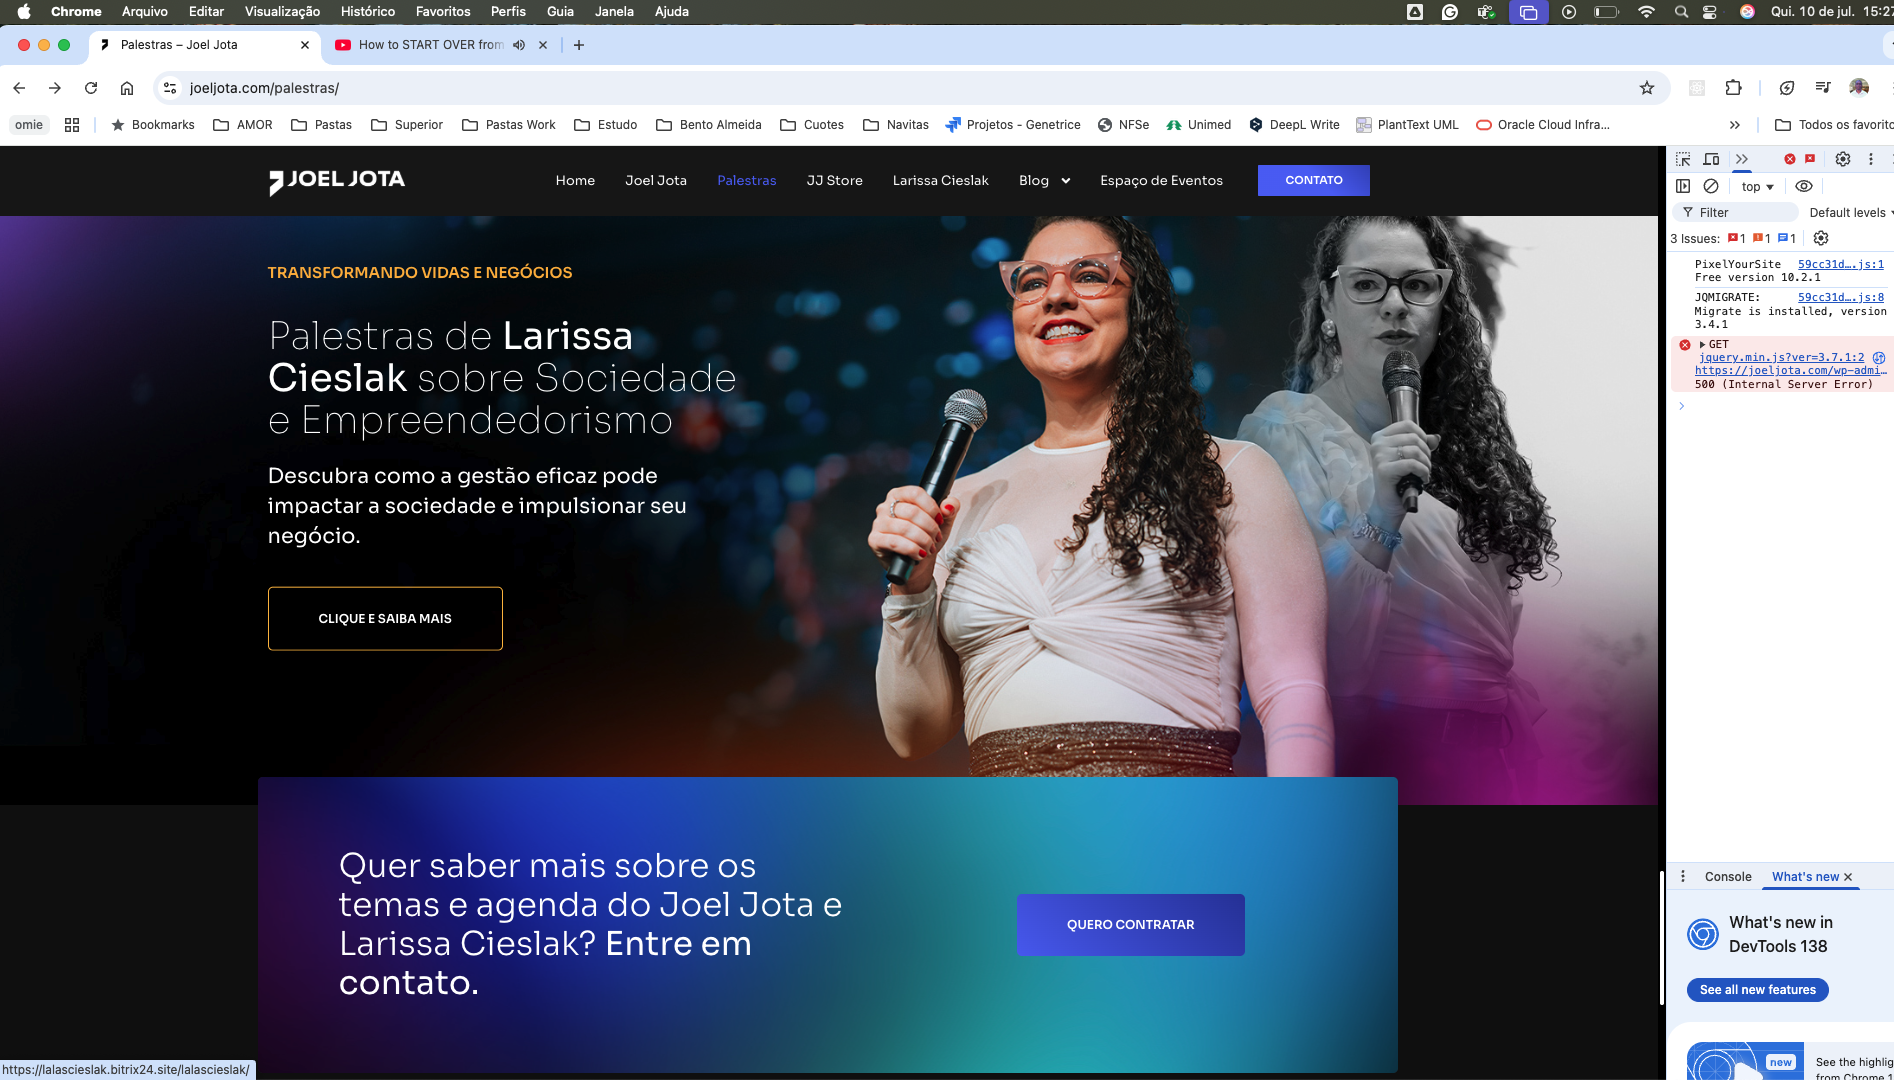 Chrome Arquivo Editar Visualização Histórico Favoritos Perfis Guia Janela Ajuda
Qui. 10 de jul. 15:27
Palestras – Joel Jota
How to START OVER from
joeljota.com/palestras/
omie
Bookmarks
AMOR
Pastas
Superior
Pastas Work
Estudo
Bento Almeida
Cuotes
Navitas
Projetos - Genetrice
NFSe
Unimed
DeepL Write
PlantText UML
Oracle Cloud Infra...
Todos os favorito
JOEL JOTA
Home
Joel Jota
Palestras
JJ Store
Larissa Cieslak
Blog
Espaço de Eventos
CONTATO
TRANSFORMANDO VIDAS E NEGÓCIOS
Palestras de Larissa
Cieslak sobre Sociedade
e Empreendedorismo
Descubra como a gestão eficaz pode
impactar a sociedade e impulsionar seu
negócio.
CLIQUE E SAIBA MAIS
Quer saber mais sobre os
temas e agenda do Joel Jota e
Larissa Cieslak? Entre em
contato.
QUERO CONTRATAR
https://lalascieslak.bitrix24.site/lalascieslak/
top
Filter
Default levels
3 Issues: 1 1 1
PixelYourSite 59cc31d….js:1
Free version 10.2.1
JQMIGRATE: 59cc31d….js:8
Migrate is installed, version
3.4.1
GET
jquery.min.js?ver=3.7.1:2
https://joeljota.com/wp-admi…
500 (Internal Server Error)
Console
What's new
What's new in
DevTools 138
See all new features
new
See the highlig
from Chrome 1